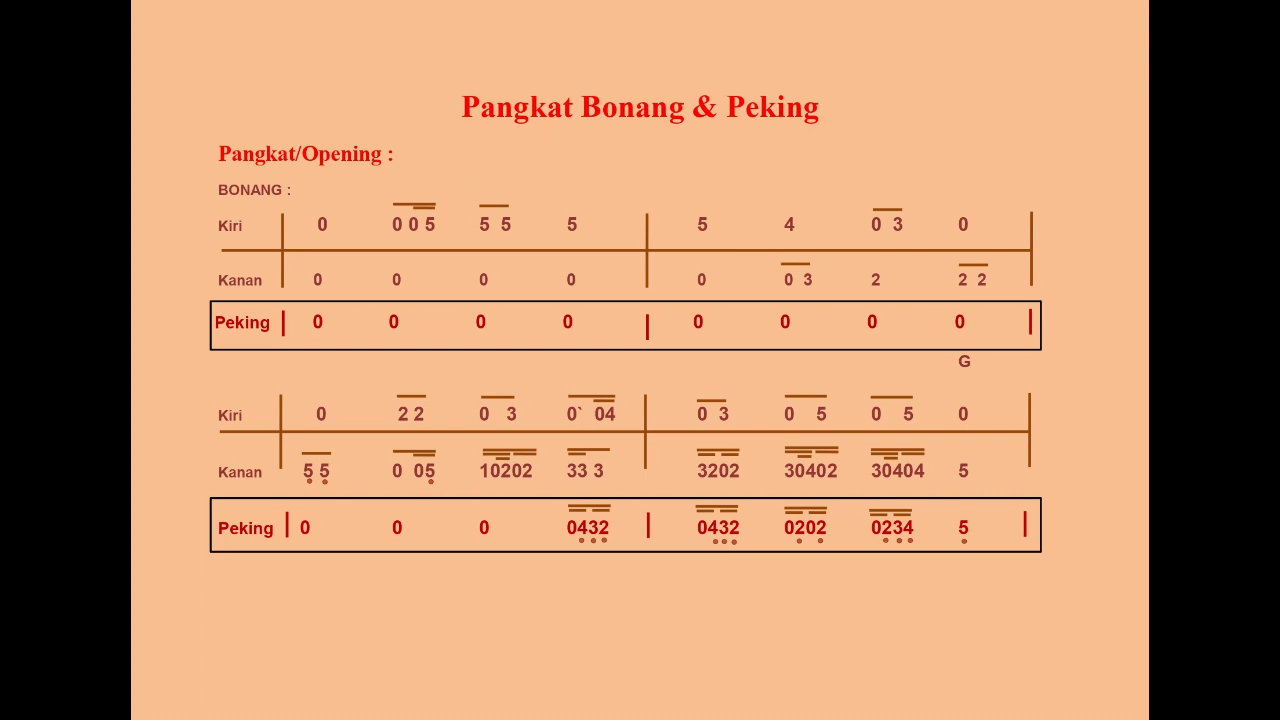 Pangkat Bonang & Peking
Pangkat/Opening :
BONANG :
Kiri 0 0 0 5 5 5 5 5 4 0 3 0
Kanan 0 0 0 0 0 0 3 2 2 2
Peking 0 0 0 0 0 0 0 0
G
Kiri 0 2 2 0 3 0` 04 0 3 0 5 0 5 0
Kanan 5 5 0 05 10202 33 3 3202 30402 30404 5
Peking 0 0 0 0432 0432 0202 0234 5